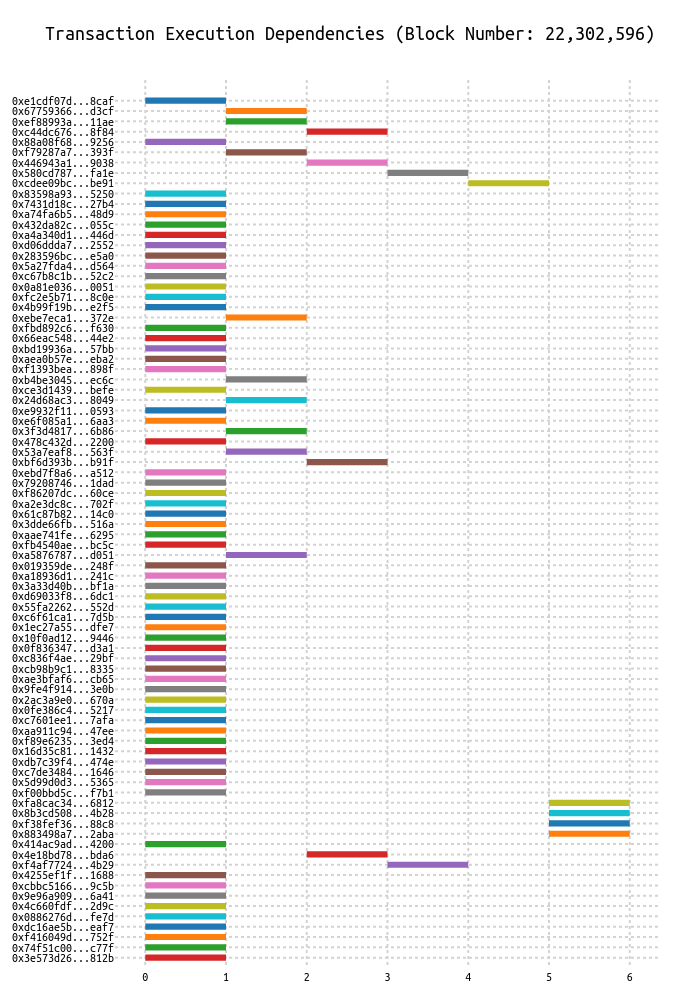 Transaction Execution Dependencies (Block Number: 22,302,596)
0xe1cdf07d...8caf
0x67759366...d3cf
0xef88993a...11ae
0xc44dc676...8f84
0x88a08f68...9256
0xf79287a7...393f
0x446943a1...9038
0x580cd787...fa1e
0xcdee09bc...be91
0x83598a93...5250
0x7431d18c...27b4
0xa74fa6b5...48d9
0x432da82c...055c
0xa4a340d1...446d
0xd06ddda7...2552
0x283596bc...e5a0
0x5a27fda4...d564
0xc67b8c1b...52c2
0x0a81e036...0051
0xfc2e5b71...8c0e
0x4b99f19b...e2f5
0xebe7eca1...372e
0xfbd892c6...f630
0x66eac548...44e2
0xbd19936a...57bb
0xaea0b57e...eba2
0xf1393bea...898f
0xb4be3045...ec6c
0xce3d1439...befe
0x24d68ac3...8049
0xe9932f11...0593
0xe6f085a1...6aa3
0x3f3d4817...6b86
0x478c432d...2200
0x53a7eaf8...563f
0xbf6d393b...b91f
0xebd7f8a6...a512
0x79208746...1dad
0xf86207dc...60ce
0xa2e3dc8c...702f
0x61c87b82...14c0
0x3dde66fb...516a
0xaae741fe...6295
0xfb4540ae...bc5c
0xa5876787...d051
0x019359de...248f
0xa18936d1...241c
0x3a33d40b...bf1a
0xd69033f8...6dc1
0x55fa2262...552d
0xc6f61ca1...7d5b
0x1ec27a55...dfe7
0x10f0ad12...9446
0x0f836347...d3a1
0xc836f4ae...29bf
0xcb98b9c1...8335
0xae3bfaf6...cb65
0x9fe4f914...3e0b
0x2ac3a9e0...670a
0x0fe386c4...5217
0xc7601ee1...7afa
0xaa911c94...47ee
0xf89e6235...3ed4
0x16d35c81...1432
0xdb7c39f4...474e
0xc7de3484...1646
0x5d99d0d3...5365
0xf00bbd5c...f7b1
0xfa8cac34...6812
0x8b3cd508...4b28
0xf38fef36...88c8
0x883498a7...2aba
0x414ac9ad...4200
0x4e18bd78...bda6
0xf4af7724...4b29
0x4255ef1f...1688
0xcbbc5166...9c5b
0x9e96a909...6a41
0x4c660fdf...2d9c
0x0886276d...fe7d
0xdc16ae5b...eaf7
0xf416049d...752f
0x74f51c00...c77f
0x3e573d26...812b
0 1 2 3 4 5 6